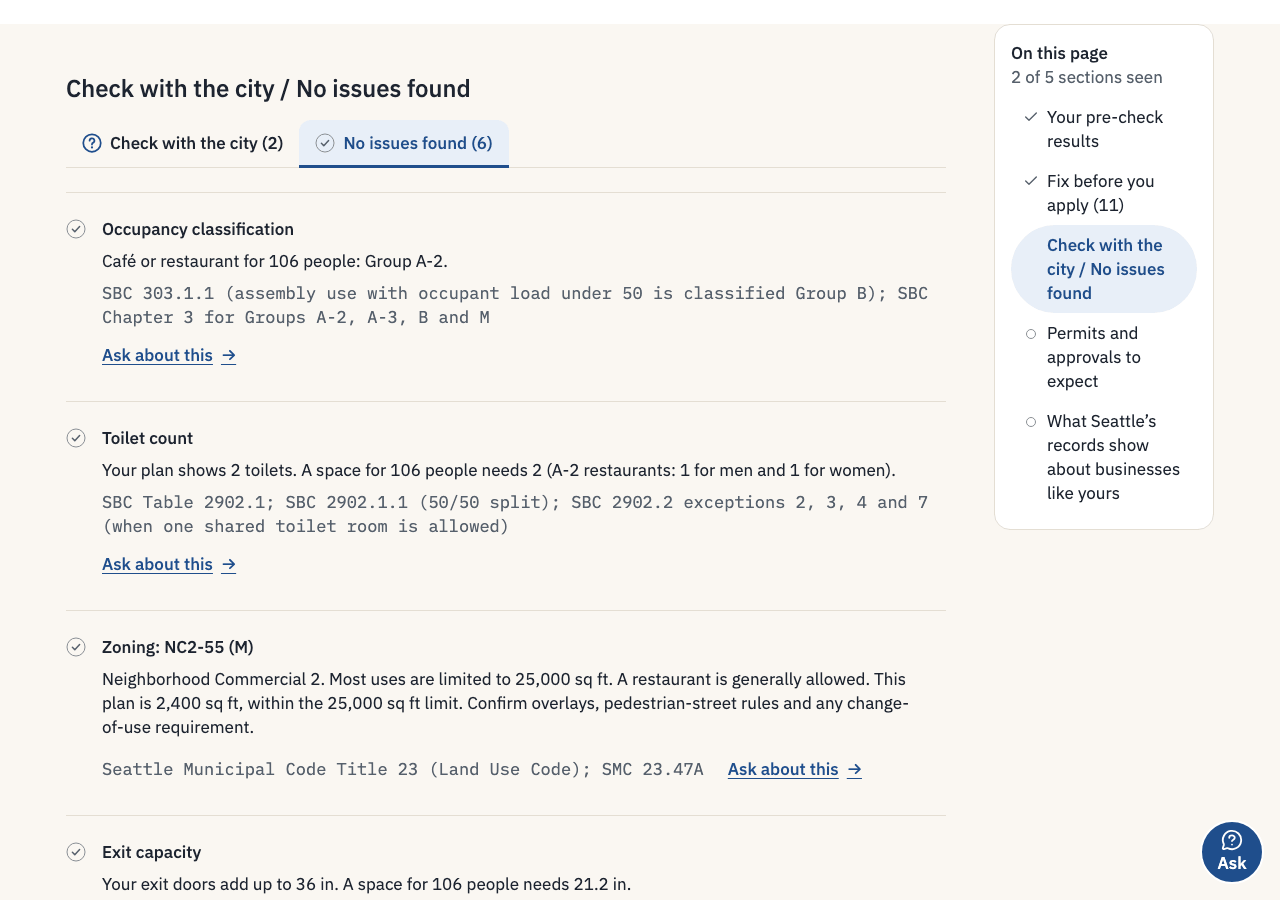 Check with the city / No issues found
Check with the city (2)
No issues found (6)
Occupancy classification
Café or restaurant for 106 people: Group A-2.
SBC 303.1.1 (assembly use with occupant load under 50 is classified Group B); SBC
Chapter 3 for Groups A-2, A-3, B and M
Ask about this →
Toilet count
Your plan shows 2 toilets. A space for 106 people needs 2 (A-2 restaurants: 1 for men and 1 for women).
SBC Table 2902.1; SBC 2902.1.1 (50/50 split); SBC 2902.2 exceptions 2, 3, 4 and 7
(when one shared toilet room is allowed)
Ask about this →
Zoning: NC2-55 (M)
Neighborhood Commercial 2. Most uses are limited to 25,000 sq ft. A restaurant is generally allowed. This
plan is 2,400 sq ft, within the 25,000 sq ft limit. Confirm overlays, pedestrian-street rules and any change-
of-use requirement.
Seattle Municipal Code Title 23 (Land Use Code); SMC 23.47A
Ask about this →
Exit capacity
Your exit doors add up to 36 in. A space for 106 people needs 21.2 in.
On this page
2 of 5 sections seen
Your pre-check
results
Fix before you
apply (11)
Check with the
city / No issues
found
Permits and
approvals to
expect
What Seattle’s
records show
about businesses
like yours
Ask